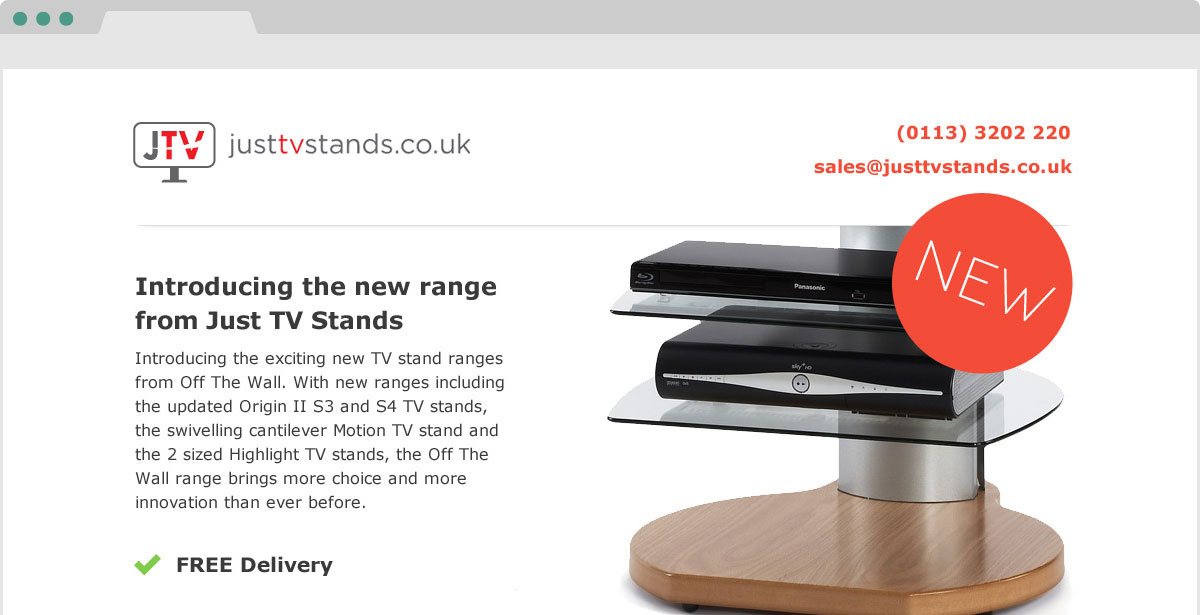 JTV
justtvstands.co.uk
(0113) 3202 220
sales@justtvstands.co.uk
NEW
Panasonic
sky+ HD
Introducing the new range
from Just TV Stands
Introducing the exciting new TV stand ranges
from Off The Wall. With new ranges including
the updated Origin II S3 and S4 TV stands,
the swivelling cantilever Motion TV stand and
the 2 sized Highlight TV stands, the Off The
Wall range brings more choice and more
innovation than ever before.
FREE Delivery